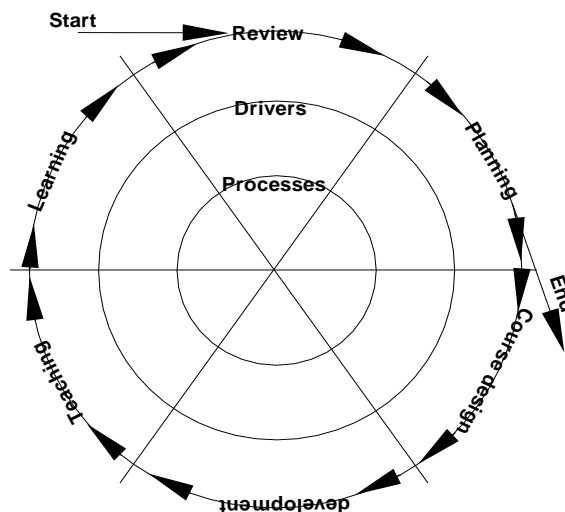 Start
Review
Drivers
Processes
Planning
End
Course design
development
Teaching
Learning